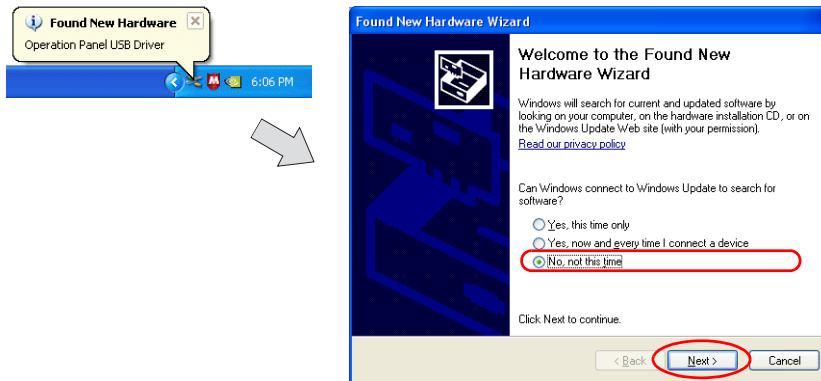 Found New Hardware
Operation Panel USB Driver
6:06 PM
Found New Hardware Wizard
Welcome to the Found New
Hardware Wizard
Windows will search for current and updated software by
looking on your computer, on the hardware installation CD, or on
the Windows Update Web site (with your permission).
Read our privacy policy
Can Windows connect to Windows Update to search for
software?
Yes, this time only
Yes, now and every time I connect a device
No, not this time
Click Next to continue.
< Back
Next >
Cancel